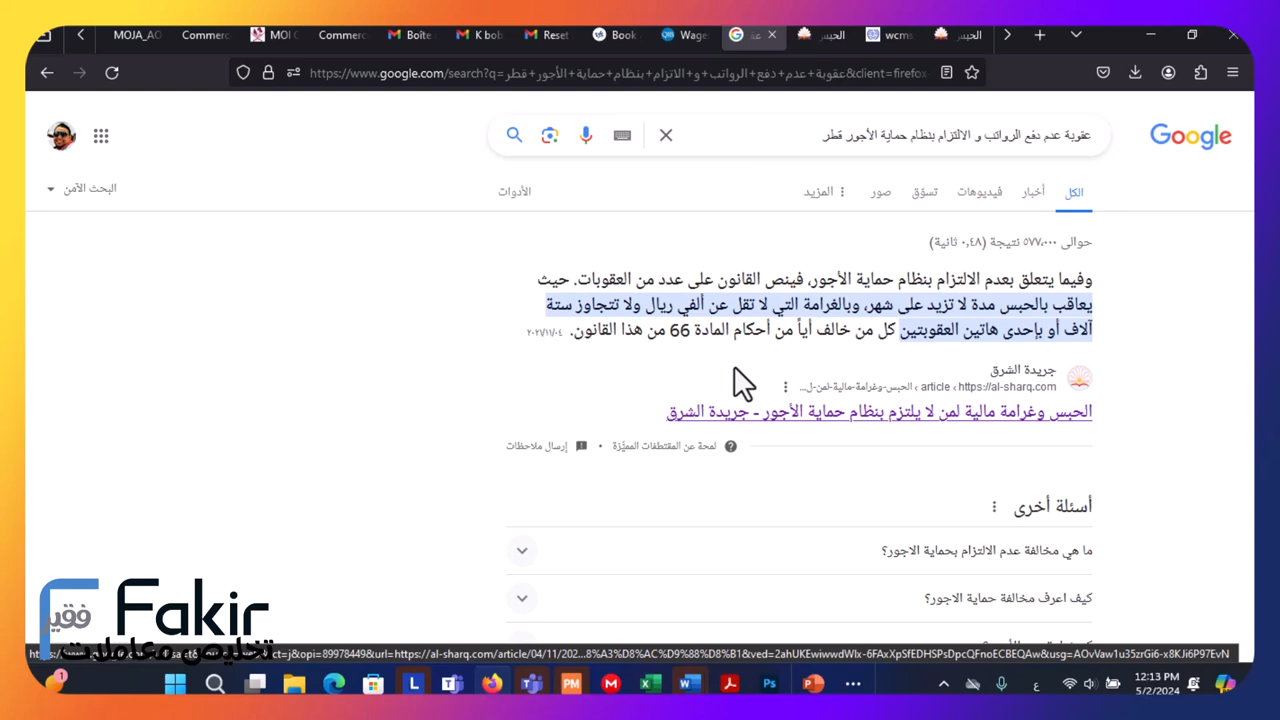 MOJA_AO
Commerc
MOI C
Commerc
Boîte
K bob
Reset
Book
Wage
عق
الحبس
wcms
الحبس
https://www.google.com/search?q=عقوبة+عدم+دفع+الرواتب+و+الالتزام+بنظام+حماية+الأجور+قطر&client=firefox-
عقوبة عدم دفع الرواتب و الالتزام بنظام حماية الأجور قطر
Google
الكل
أخبار
فيديوهات
تسوّق
صور
المزيد
الأدوات
البحث الآمن
حوالى ٥٧٧,٠٠٠ نتيجة (٠,٤٨ ثانية)
وفيما يتعلق بعدم الالتزام بنظام حماية الأجور، فينص القانون على عدد من العقوبات. حيث
يعاقب بالحبس مدة لا تزيد على شهر، وبالغرامة التي لا تقل عن ألفي ريال ولا تتجاوز ستة
آلاف أو بإحدى هاتين العقوبتين كل من خالف أياً من أحكام المادة 66 من هذا القانون. ٢٠٢١/١١/٠٤
جريدة الشرق
https://al-sharq.com › article › الحبس-وغرامة-مالية-لمن-ل...
الحبس وغرامة مالية لمن لا يلتزم بنظام حماية الأجور - جريدة الشرق
لمحة عن المقتطفات المميَّزة • إرسال ملاحظات
أسئلة أخرى
ما هي مخالفة عدم الالتزام بحماية الاجور؟
كيف اعرف مخالفة حماية الاجور؟
فقير Fakir
تخليص معاملات
12:13 PM
5/2/2024